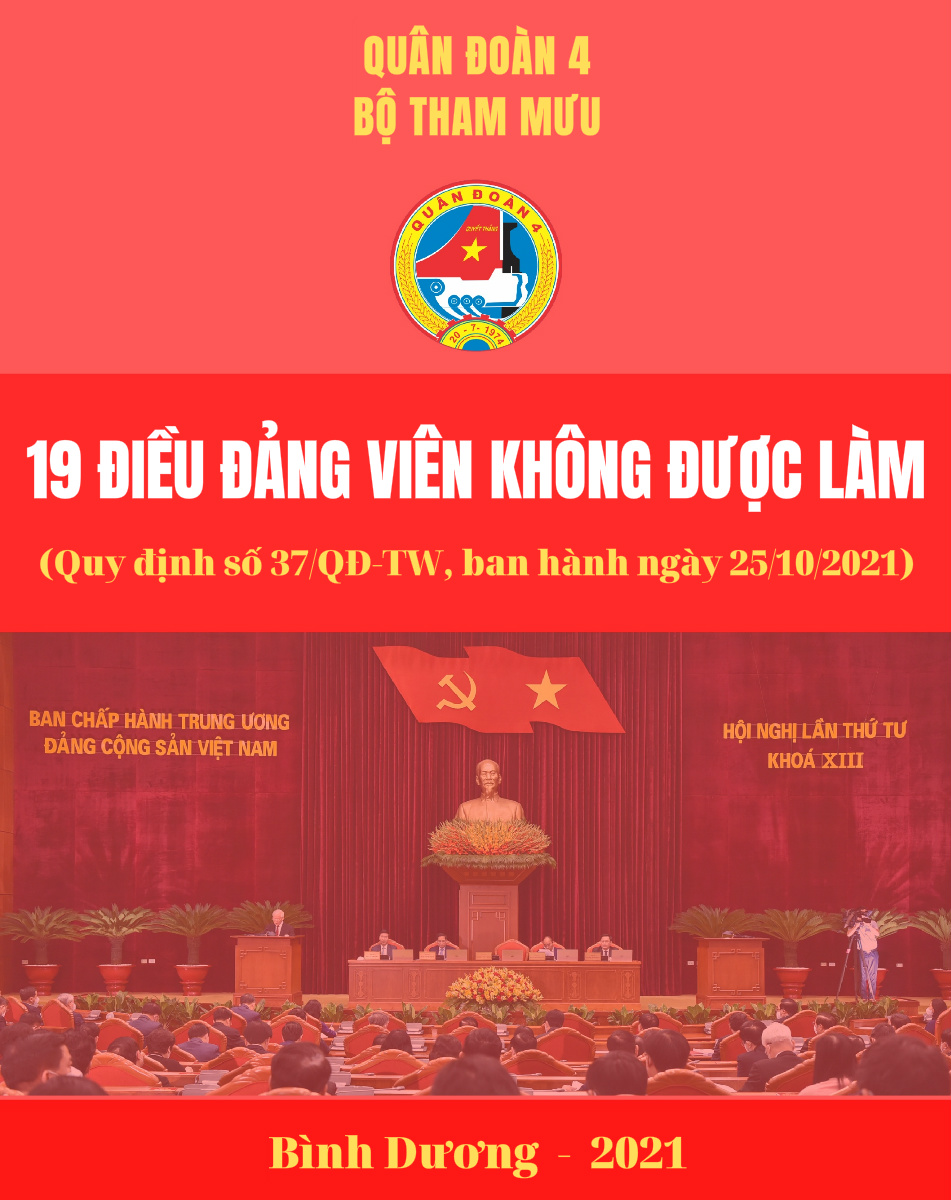 QUÂN ĐOÀN 4
BỘ THAM MƯU
QUÂN ĐOÀN 4
QUYẾT THẮNG
20 - 7 - 1974
19 ĐIỀU ĐẢNG VIÊN KHÔNG ĐƯỢC LÀM
(Quy định số 37/QĐ-TW, ban hành ngày 25/10/2021)
BAN CHẤP HÀNH TRUNG ƯƠNG
ĐẢNG CỘNG SẢN VIỆT NAM
HỘI NGHỊ LẦN THỨ TƯ
KHOÁ XIII
Bình Dương - 2021